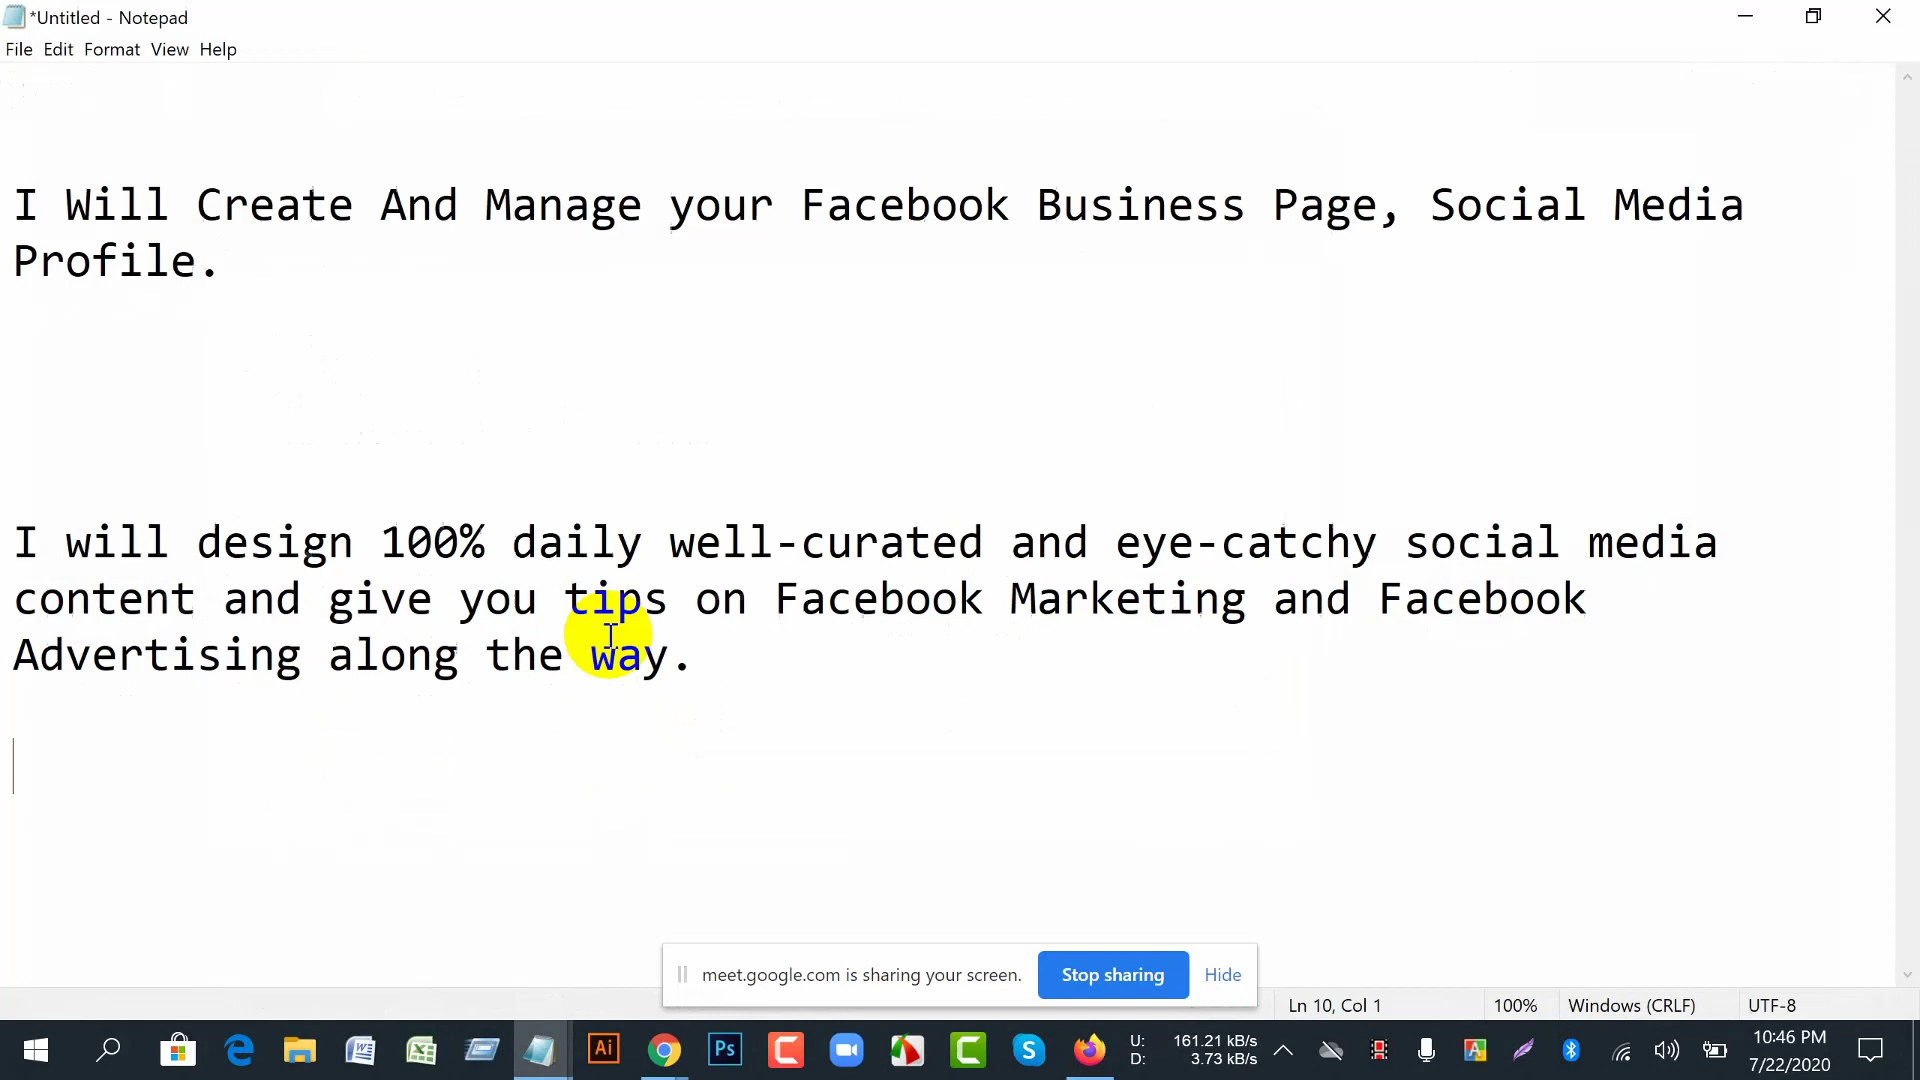 *Untitled - Notepad
File Edit Format View Help
I Will Create And Manage your Facebook Business Page, Social Media
Profile.
I will design 100% daily well-curated and eye-catchy social media
content and give you tips on Facebook Marketing and Facebook
Advertising along the way.
meet.google.com is sharing your screen. Stop sharing Hide
Ln 10, Col 1 100% Windows (CRLF) UTF-8
U: 161.21 kB/s
D: 3.73 kB/s
10:46 PM
7/22/2020
Ai
Ps